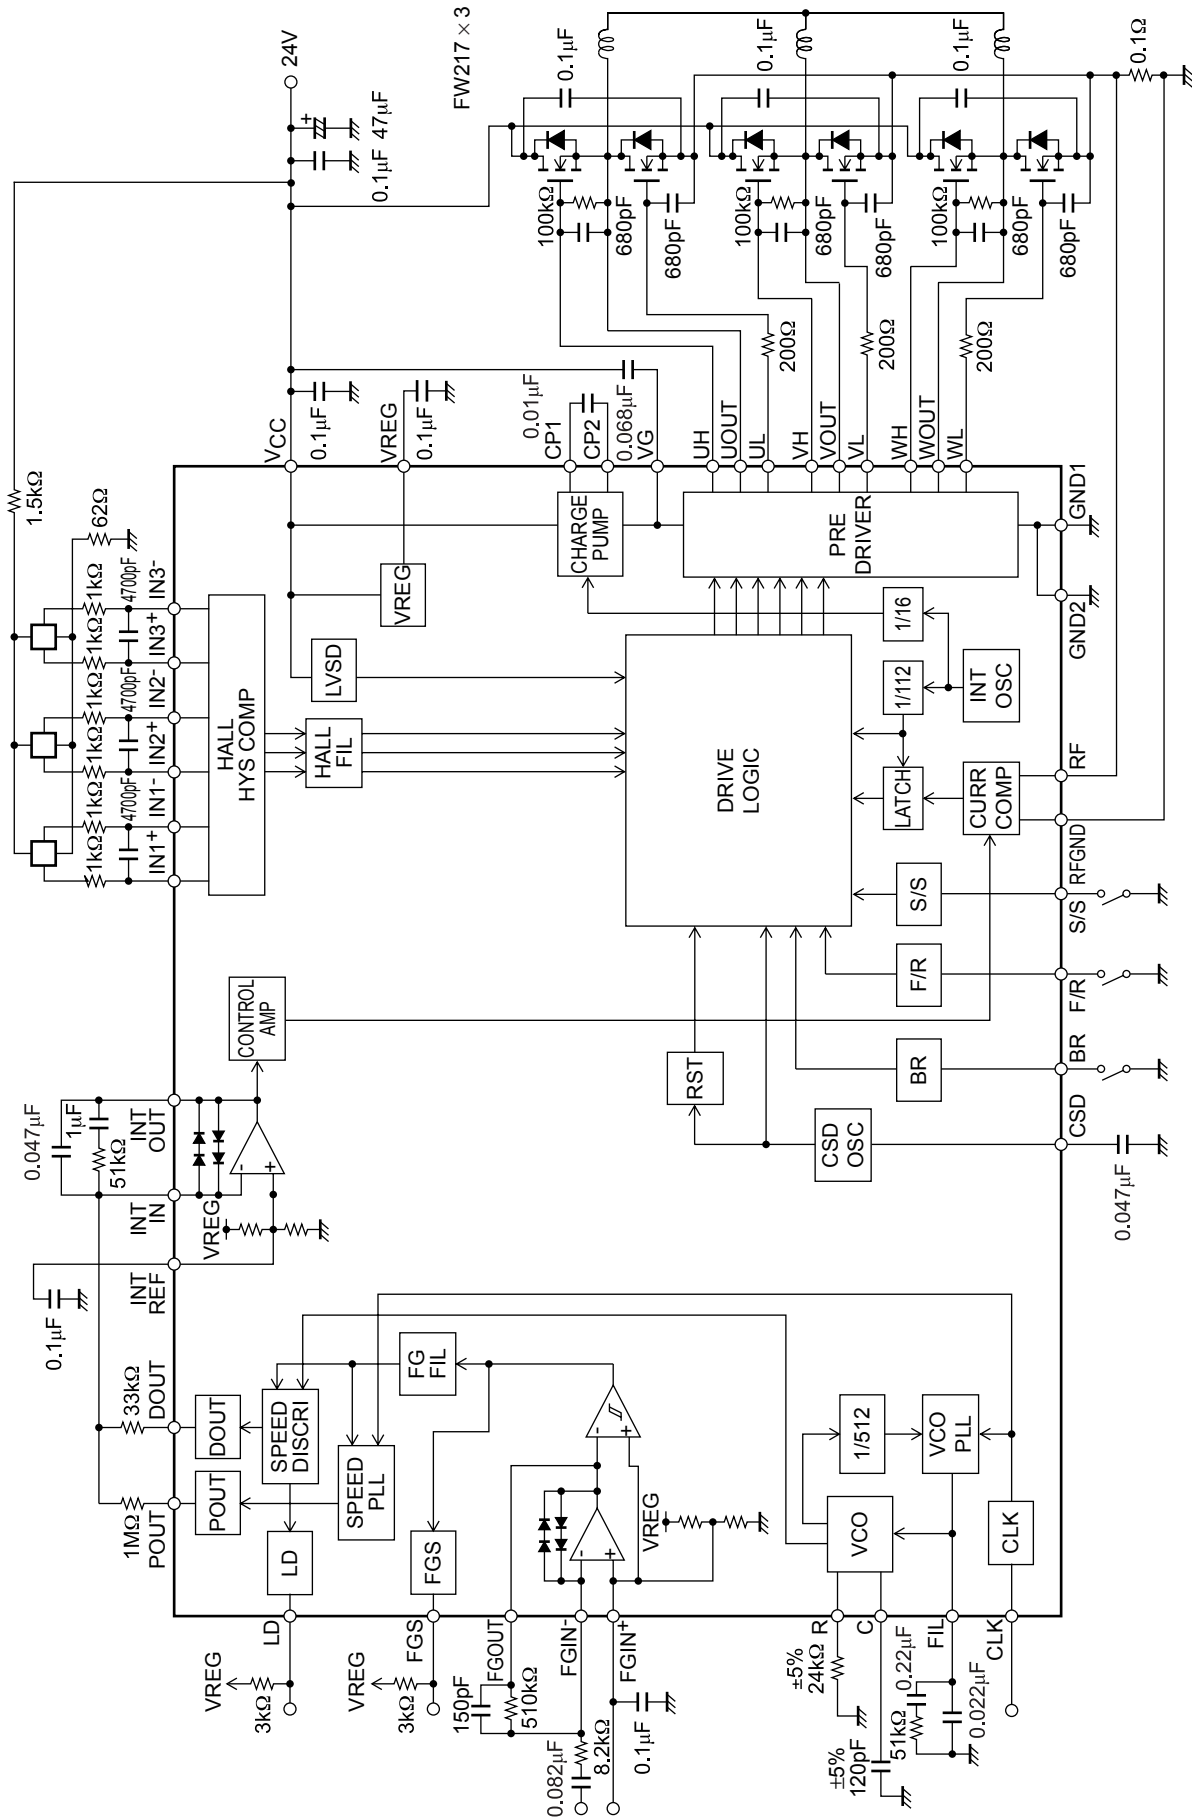 24V
47µF
0.1µF
FW217 × 3
0.1µF
0.1µF
0.1µF
0.1Ω
100kΩ
680pF
680pF
100kΩ
680pF
680pF
100kΩ
680pF
680pF
200Ω
200Ω
200Ω
1.5kΩ
62Ω
1kΩ
4700pF
1kΩ
1kΩ
4700pF
1kΩ
1kΩ
4700pF
1kΩ
IN3-
IN3+
IN2-
IN2+
IN1-
IN1+
VCC
0.1µF
VREG
0.1µF
0.01µF
CP1
CP2
0.068µF
VG
UH
UOUT
UL
VH
VOUT
VL
WH
WOUT
WL
GND1
GND2
HALL
HYS COMP
HALL
FIL
LVSD
VREG
CHARGE
PUMP
PRE
DRIVER
DRIVE
LOGIC
1/16
1/112
INT
OSC
LATCH
CURR
COMP
RF
RFGND
S/S
S/S
F/R
F/R
BR
BR
RST
CSD
OSC
CSD
0.047µF
CONTROL
AMP
0.047µF
1µF
51kΩ
INT
OUT
INT
IN
-
+
VREG
INT
REF
0.1µF
33kΩ
DOUT
1MΩ
POUT
DOUT
POUT
SPEED
DISCRI
SPEED
PLL
LD
FG
FIL
FGS
-
+
-
+
VREG
1/512
VCO
PLL
VCO
CLK
LD
VREG
3kΩ
FGS
VREG
3kΩ
FGOUT
150pF
510kΩ
FGIN-
0.082µF
8.2kΩ
FGIN+
0.1µF
R
±5%
24kΩ
C
±5%
120pF
FIL
0.22µF
51kΩ
0.022µF
CLK
+